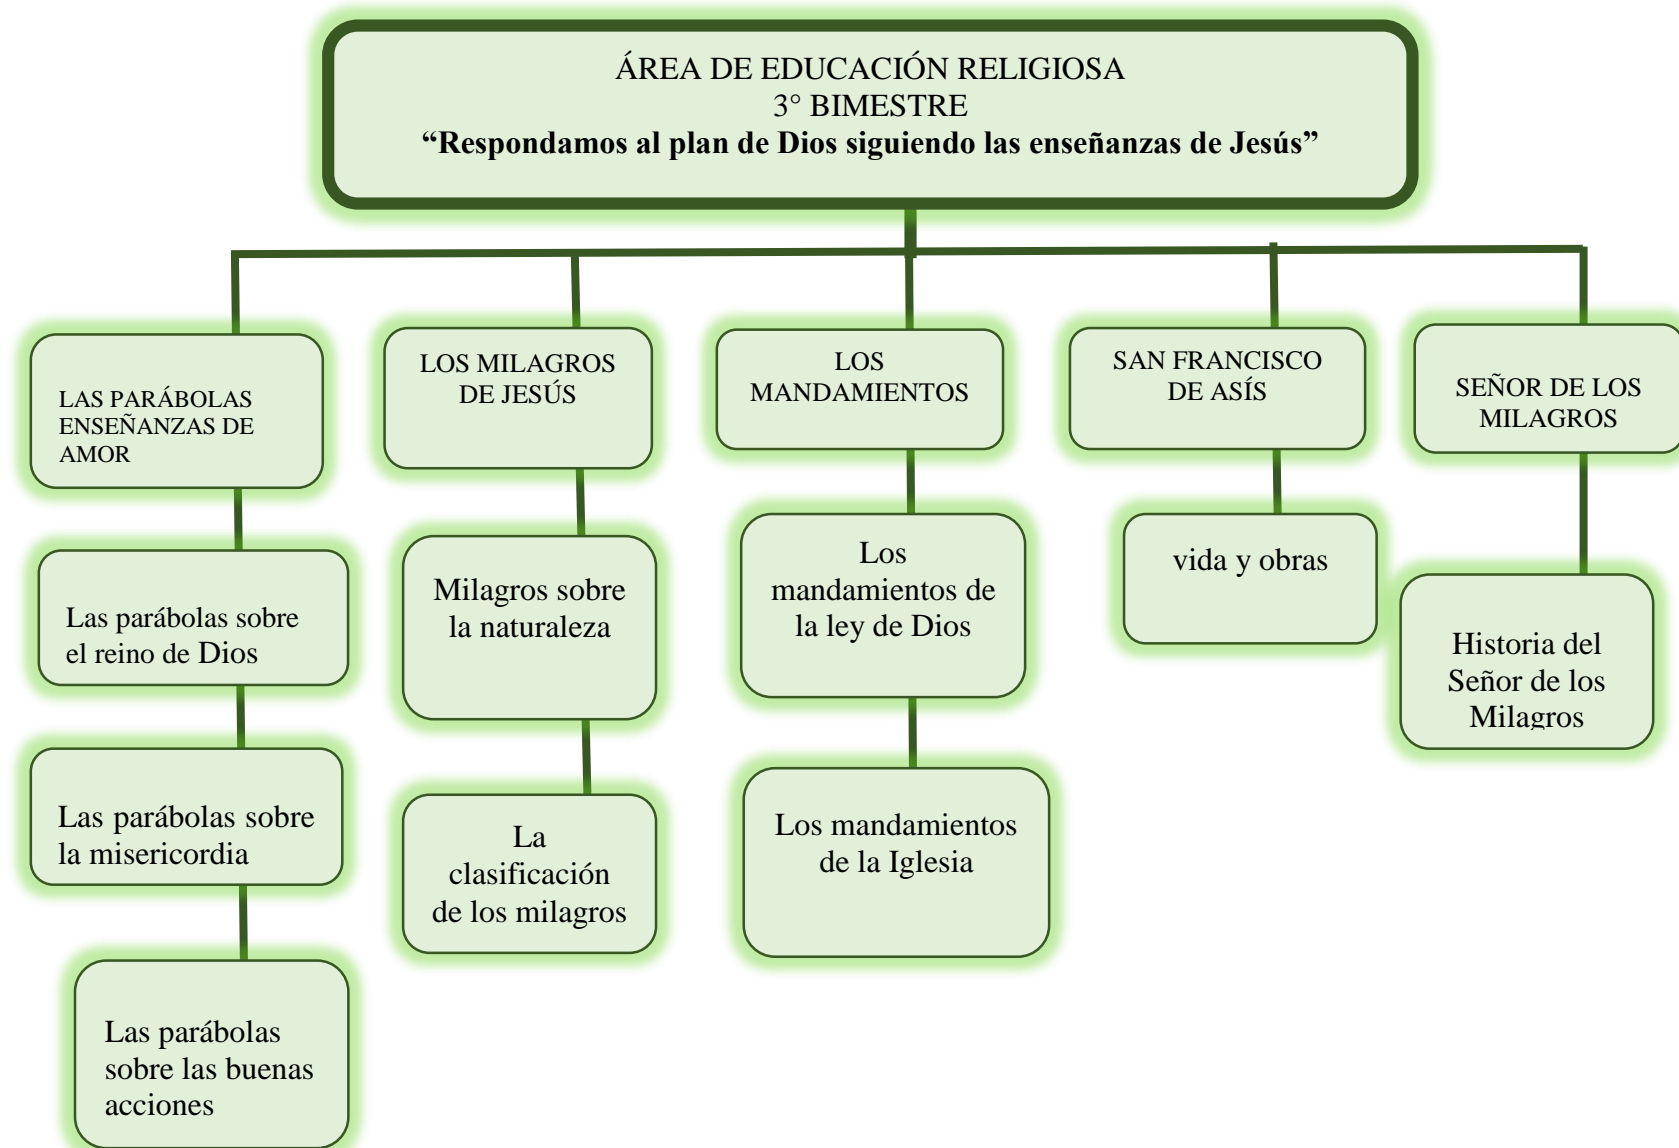 ÁREA DE EDUCACIÓN RELIGIOSA
3° BIMESTRE
“Respondamos al plan de Dios siguiendo las enseñanzas de Jesús”
LAS PARÁBOLAS
ENSEÑANZAS DE
AMOR
Las parábolas sobre
el reino de Dios
Las parábolas sobre
la misericordia
Las parábolas
sobre las buenas
acciones
LOS MILAGROS
DE JESÚS
Milagros sobre
la naturaleza
La
clasificación
de los milagros
LOS
MANDAMIENTOS
Los
mandamientos de
la ley de Dios
Los mandamientos
de la Iglesia
SAN FRANCISCO
DE ASÍS
vida y obras
SEÑOR DE LOS
MILAGROS
Historia del
Señor de los
Milagros